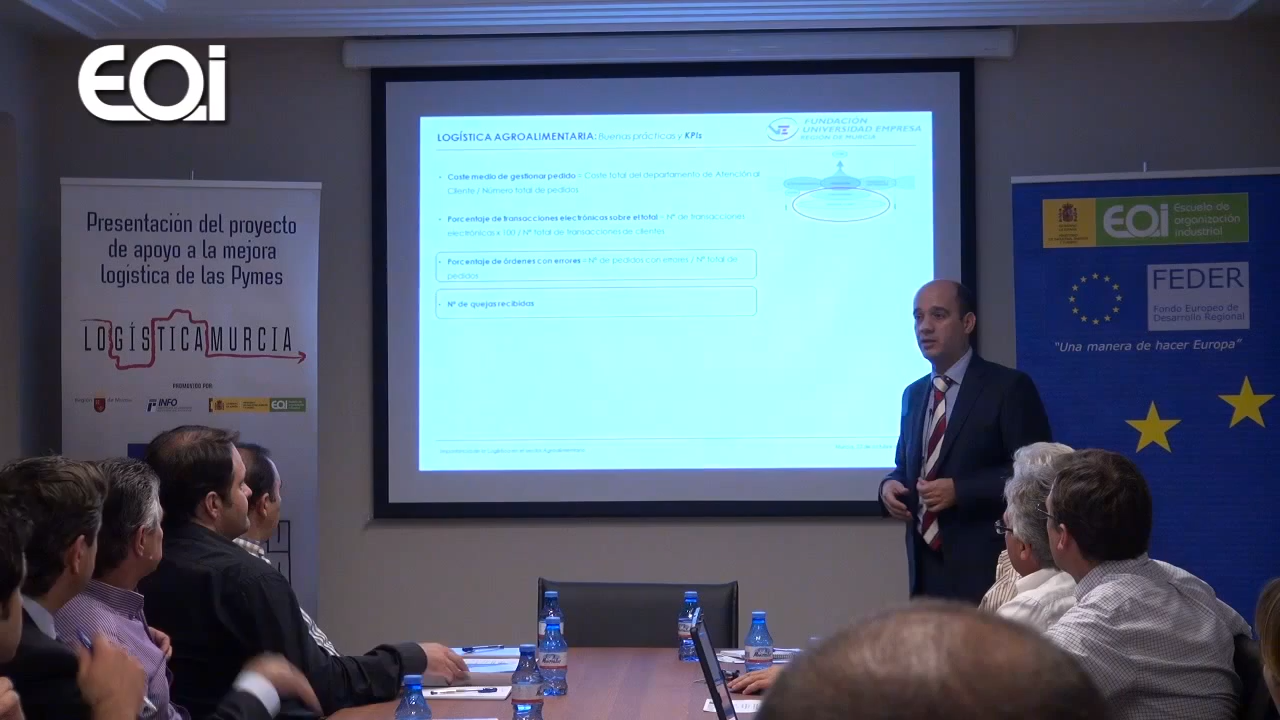 EOi
Presentación del proyecto
de apoyo a la mejora
logística de las Pymes
LOGÍSTICAMURCIA
PROMUEVEN POR
Región de Murcia
INFO
EOi
LOGÍSTICA AGROALIMENTARIA: Buenas prácticas y KPIs
FUNDACIÓN
UNIVERSIDAD EMPRESA
REGIÓN DE MURCIA
• Coste medio de gestionar pedido = Coste total del departamento de Atención al
Cliente / Número total de pedidos
• Porcentaje de transacciones electrónicas sobre el total = Nº de transacciones
electrónicas x 100 / Nº total de transacciones de clientes
• Porcentaje de órdenes con errores = Nº de pedidos con errores / Nº total de
pedidos
• Nº de quejas recibidas
EOi
Escuela de
organización
industrial
FEDER
Fondo Europeo de
Desarrollo Regional
"Una manera de hacer Europa"